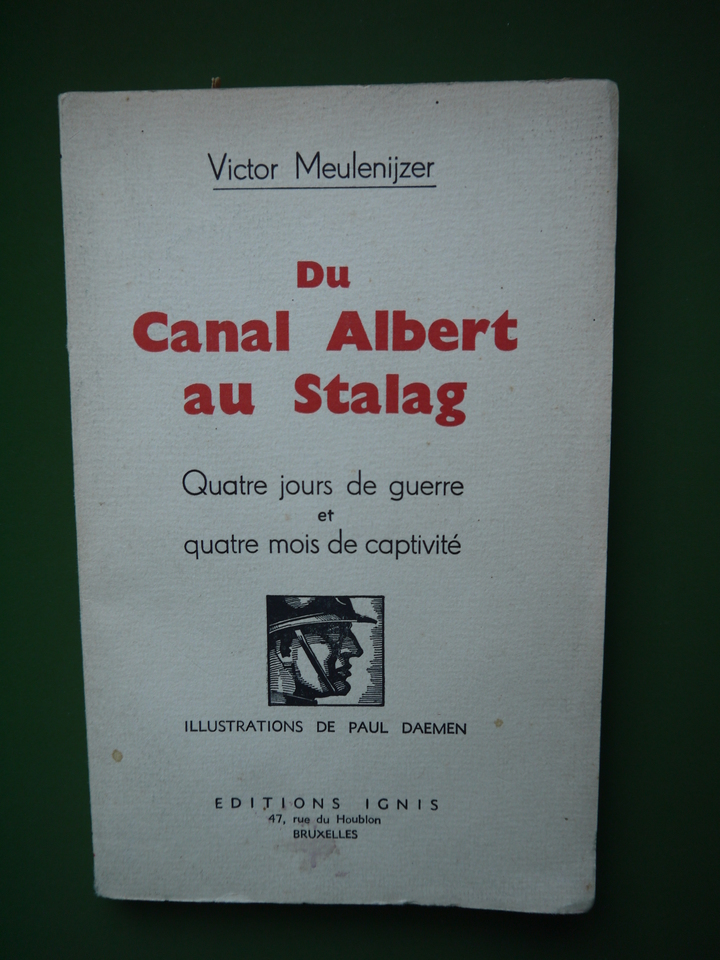 Victor Meulenijzer
Du
Canal Albert
au Stalag
Quatre jours de guerre
et
quatre mois de captivité
ILLUSTRATIONS DE PAUL DAEMEN
EDITIONS IGNIS
47, rue du Houblon
BRUXELLES